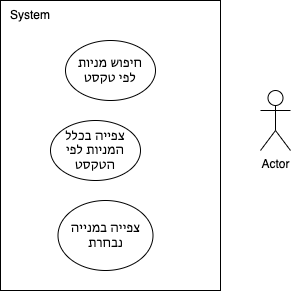 System
חיפוש מניות
לפי טקסט
צפייה בכלל
המניות לפי
הטקסט
Actor
צפייה במנייה
נבחרת